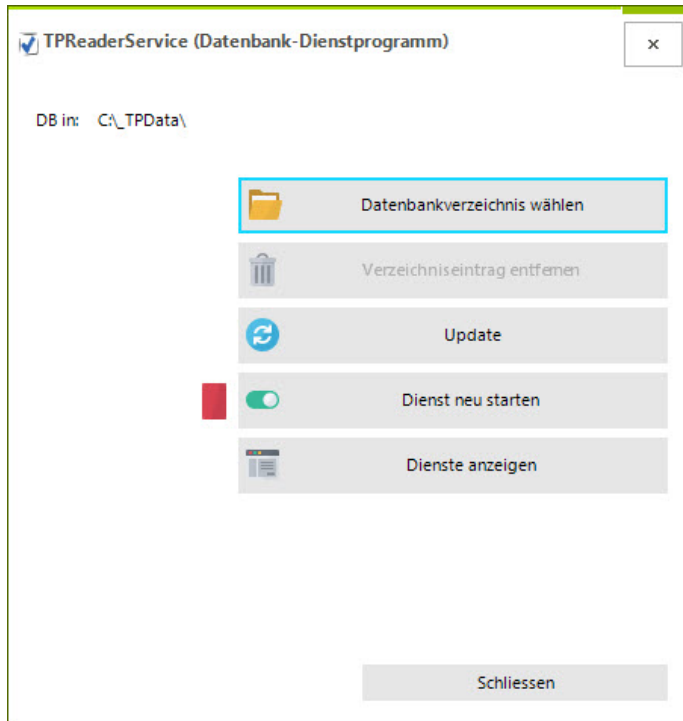 TPReaderService (Datenbank-Dienstprogramm)
DB in: C:\_TPData\
Datenbankverzeichnis wählen
Verzeichniseintrag entfernen
Update
Dienst neu starten
Dienste anzeigen
Schliessen